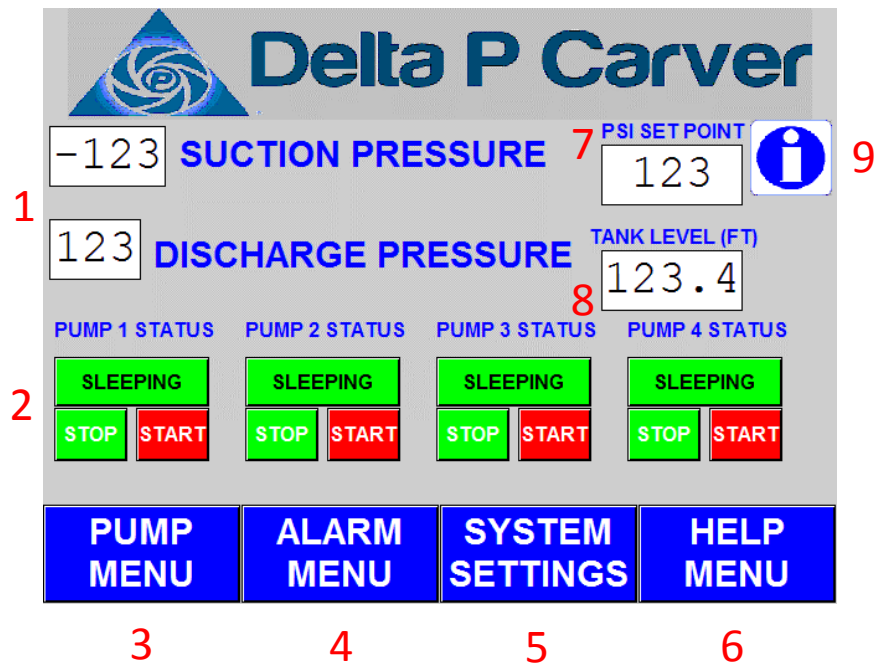 P
Delta P Carver
-123 SUCTION PRESSURE
7 PSI SET POINT
123
i 9
1
123 DISCHARGE PRESSURE
TANK LEVEL (FT)
8 123.4
PUMP 1 STATUS PUMP 2 STATUS PUMP 3 STATUS PUMP 4 STATUS
2
SLEEPING SLEEPING SLEEPING SLEEPING
STOP START STOP START STOP START STOP START
PUMP MENU ALARM MENU SYSTEM SETTINGS HELP MENU
3 4 5 6